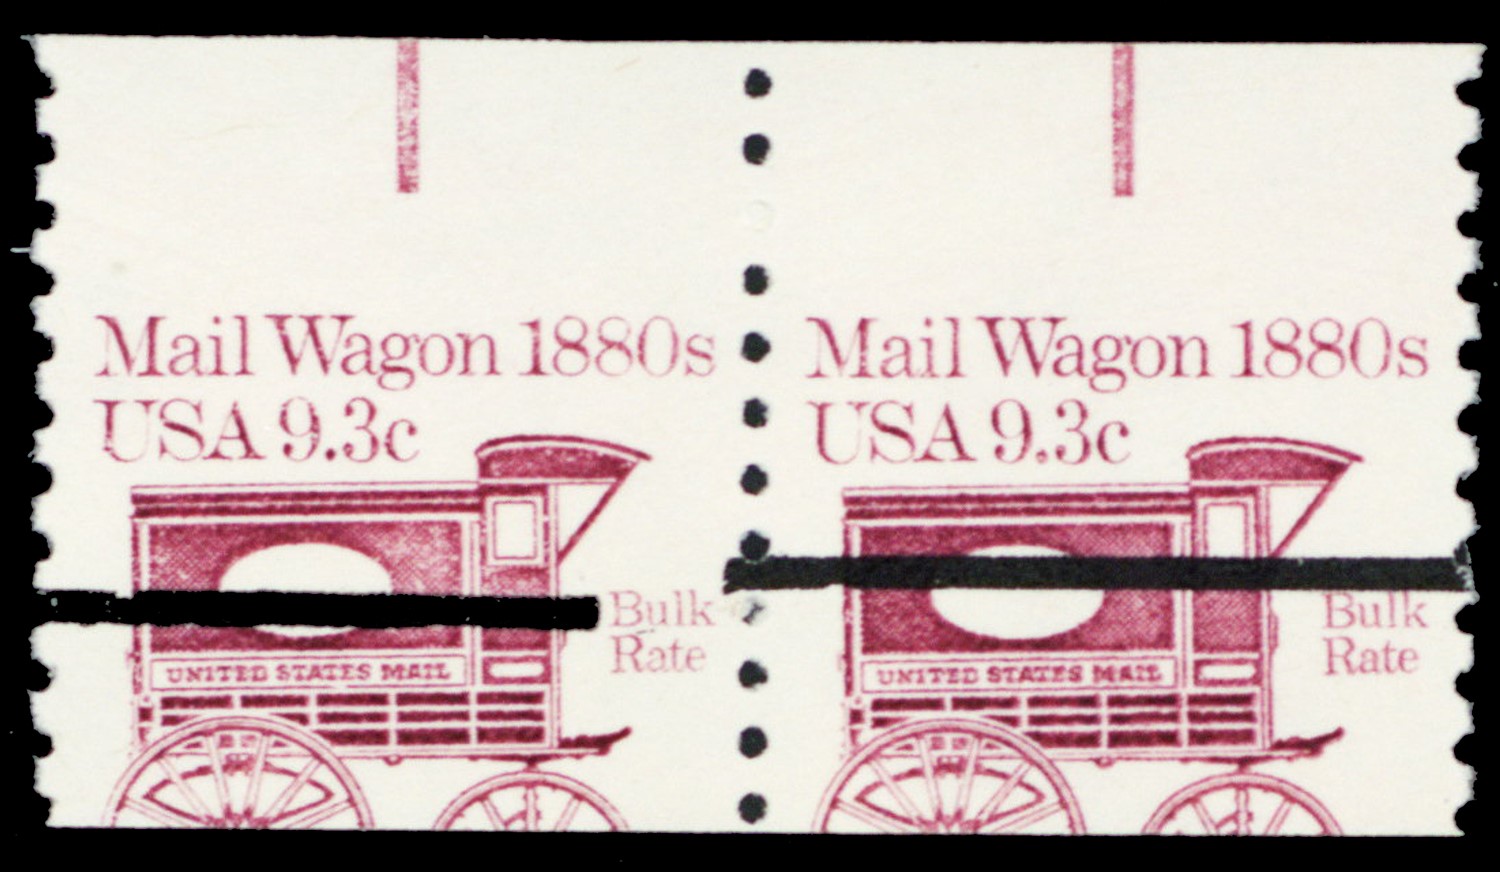 Mail Wagon 1880s
USA 9.3c
Bulk
Rate
UNITED STATES MAIL
Mail Wagon 1880s
USA 9.3c
Bulk
Rate
UNITED STATES MAIL